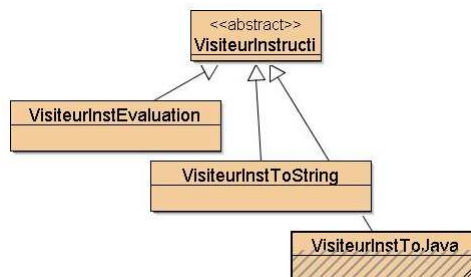 <<abstract>>
VisiteurInstructi
VisiteurInstEvaluation
VisiteurInstToString
VisiteurInstToJava